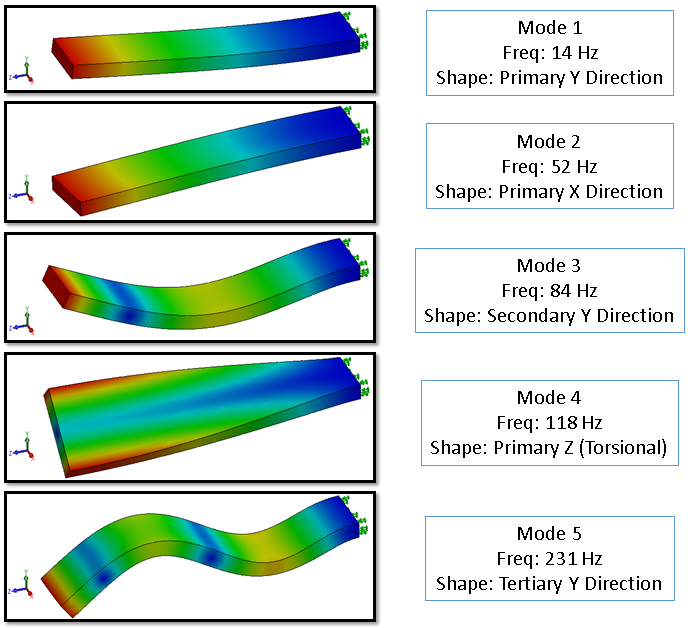 Mode 1
Freq: 14 Hz
Shape: Primary Y Direction
Mode 2
Freq: 52 Hz
Shape: Primary X Direction
Mode 3
Freq: 84 Hz
Shape: Secondary Y Direction
Mode 4
Freq: 118 Hz
Shape: Primary Z (Torsional)
Mode 5
Freq: 231 Hz
Shape: Tertiary Y Direction